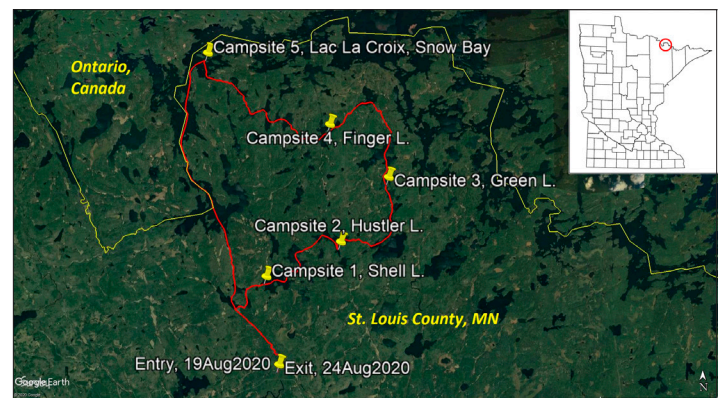 Campsite 5, Lac La Croix, Snow Bay
Ontario,
Canada
Campsite 4, Finger L.
Campsite 3, Green L.
Campsite 2, Hustler L.
Campsite 1, Shell L.
St. Louis County, MN
Entry, 19Aug2020
Exit, 24Aug2020
Google Earth
N